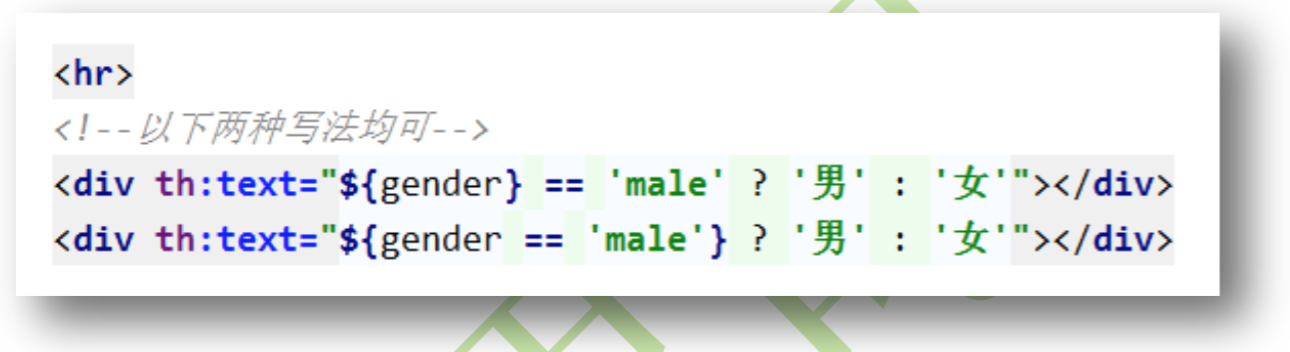 <hr>
<!--以下两种写法均可-->
<div th:text="${gender} == 'male' ? '男' : '女'"></div>
<div th:text="${gender == 'male'} ? '男' : '女'"></div>